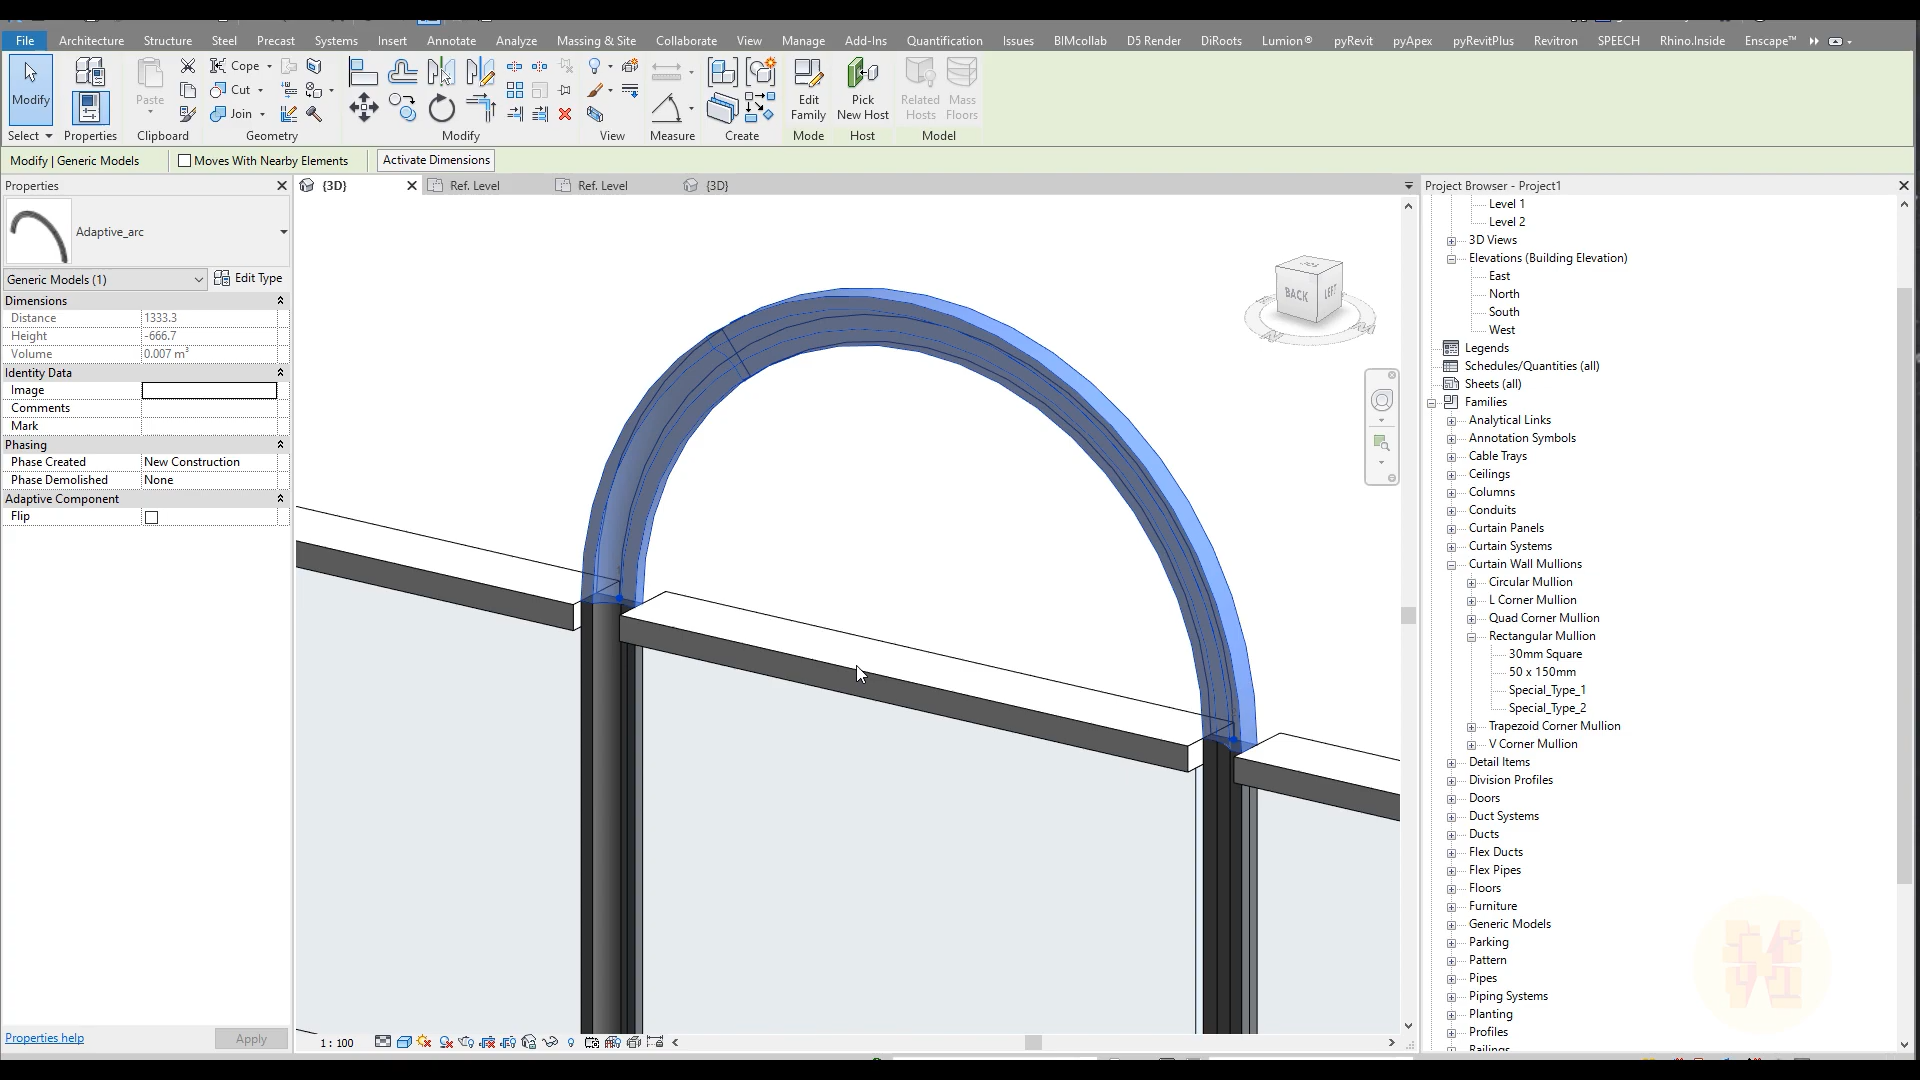 File Architecture Structure Steel Precast Systems Insert Annotate Analyze Massing & Site Collaborate View Manage Add-Ins Quantification Issues BIMcollab D5 Render DiRoots Lumion® pyRevit pyApex pyRevitPlus Revitron SPEECH Rhino.Inside Enscape™
Modify Paste Cope Cut Join Edit Family Pick New Host Related Hosts Mass Floors
Select Properties Clipboard Geometry Modify View Measure Create Mode Host Model
Modify | Generic Models Moves With Nearby Elements Activate Dimensions
Properties
{3D} Ref. Level Ref. Level {3D}
Project Browser - Project1
Adaptive_arc
Generic Models (1) Edit Type
Dimensions
Distance 1333.3
Height -666.7
Volume 0.007 m³
Identity Data
Image
Comments
Mark
Phasing
Phase Created New Construction
Phase Demolished None
Adaptive Component
Flip
Properties help Apply
BACK LEFT
1 : 100
Level 1
Level 2
3D Views
Elevations (Building Elevation)
East
North
South
West
Legends
Schedules/Quantities (all)
Sheets (all)
Families
Analytical Links
Annotation Symbols
Cable Trays
Ceilings
Columns
Conduits
Curtain Panels
Curtain Systems
Curtain Wall Mullions
Circular Mullion
L Corner Mullion
Quad Corner Mullion
Rectangular Mullion
30mm Square
50 x 150mm
Special_Type_1
Special_Type_2
Trapezoid Corner Mullion
V Corner Mullion
Detail Items
Division Profiles
Doors
Duct Systems
Ducts
Flex Ducts
Flex Pipes
Floors
Furniture
Generic Models
Parking
Pattern
Pipes
Piping Systems
Planting
Profiles
Railings